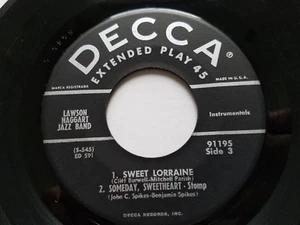 DECCA
EXTENDED PLAY 45
MARCA REGISTRADA
MADE IN U.S.A.
LAWSON
HAGGART
JAZZ BAND
Instrumentals
(S-545)
ED 591
91195
Side 3
1. SWEET LORRAINE
(Cliff Burwell-Mitchell Parish)
2. SOMEDAY, SWEETHEART - Stomp
(John C. Spikes-Benjamin Spikes)
DECCA RECORDS, INC.